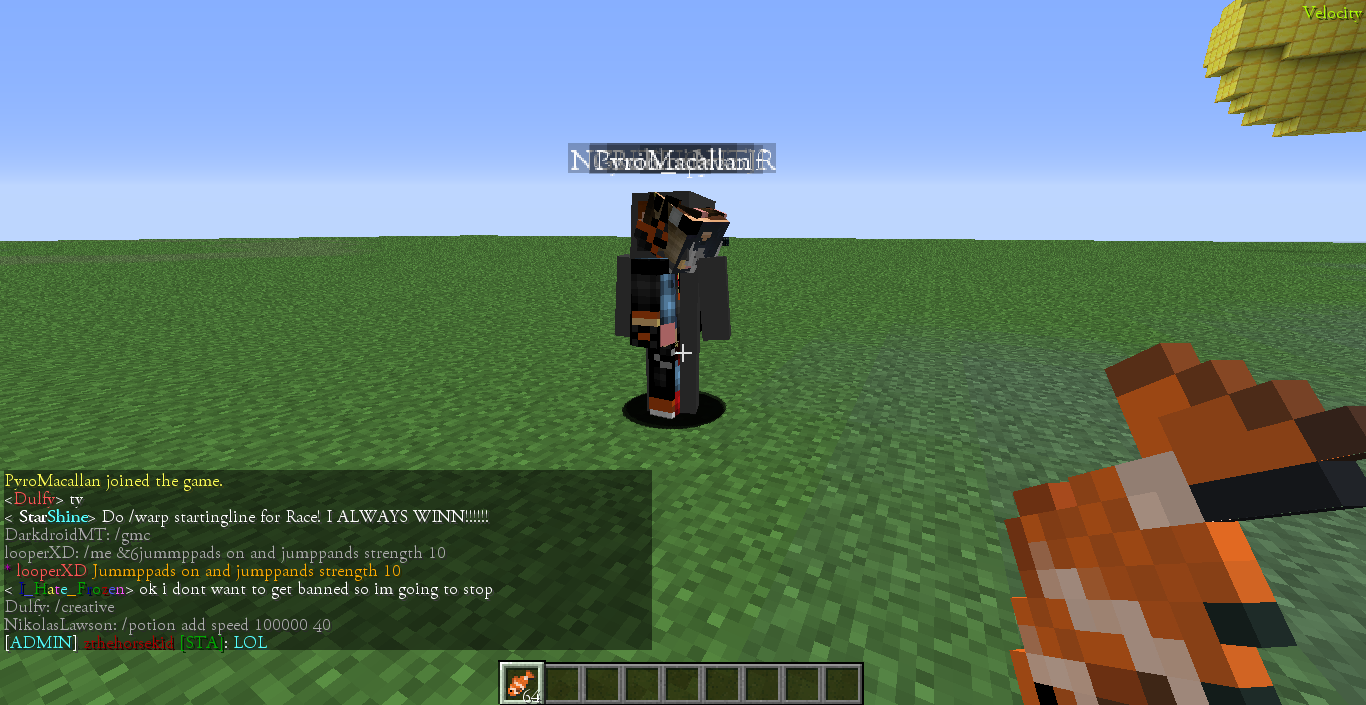 Velocity
PyroMacallan
PyroMacallan joined the game.
<Dulfy> ty
< StarShine> Do /warp startingline for Race! I ALWAYS WINN!!!!!!
DarkdroidMT: /gmc
looperXD: /me &6jummppads on and jumppands strength 10
* looperXD Jummppads on and jumppands strength 10
< I_Hate_Frozen> ok i dont want to get banned so im going to stop
Dulfy: /creative
NikolasLawson: /potion add speed 100000 40
[ADMIN] [STA]: LOL
64